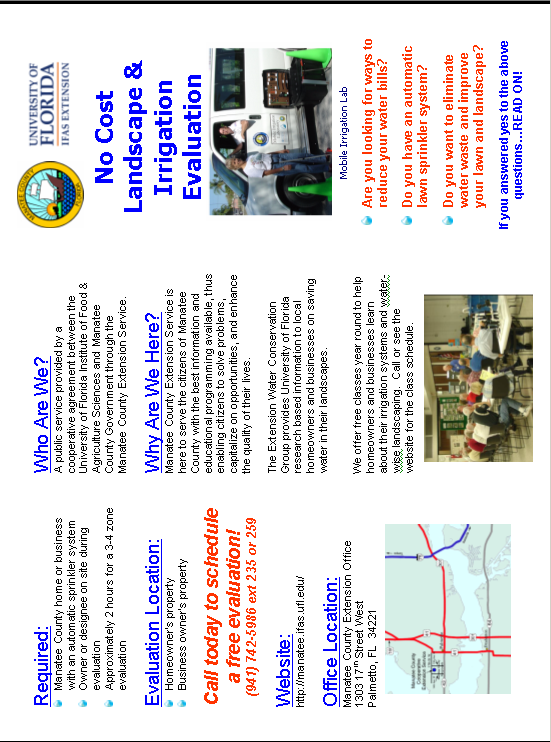 Required:
Manatee County home or business
with an automatic sprinkler system
Owner or designee on site during
evaluation
Approximately 2 hours for a 3-4 zone
evaluation
Evaluation Location:
Homeowner's property
Business owner's property
Call today to schedule
a free evaluation!
(941) 742-5986 ext 235 or 259
Website:
http://manatee.ifas.ufl.edu/
Office Location:
Manatee County Extension Office
1303 17th Street West
Palmetto, FL 34221
Who Are We?
A public service provided by a
cooperative agreement between the
University of Florida Institute of Food &
Agriculture Sciences and Manatee
County Government through the
Manatee County Extension Service.
Why Are We Here?
Manatee County Extension Service is
here to serve the citizens of Manatee
County with the best information and
educational programming available, thus
enabling citizens to solve problems,
capitalize on opportunities, and enhance
the quality of their lives.
The Extension Water Conservation
Group provides University of Florida
research based information to local
homeowners and businesses on saving
water in their landscapes.
We offer free classes year round to help
homeowners and businesses learn
about their irrigation systems and water-
wise landscaping. Call or see the
website for the class schedule.
UNIVERSITY OF
FLORIDA
IFAS EXTENSION
No Cost
Landscape &
Irrigation
Evaluation
Mobile Irrigation Lab
Are you looking for ways to
reduce your water bills?
Do you have an automatic
lawn sprinkler system?
Do you want to eliminate
water waste and improve
your lawn and landscape?
If you answered yes to the above
questions...READ ON!